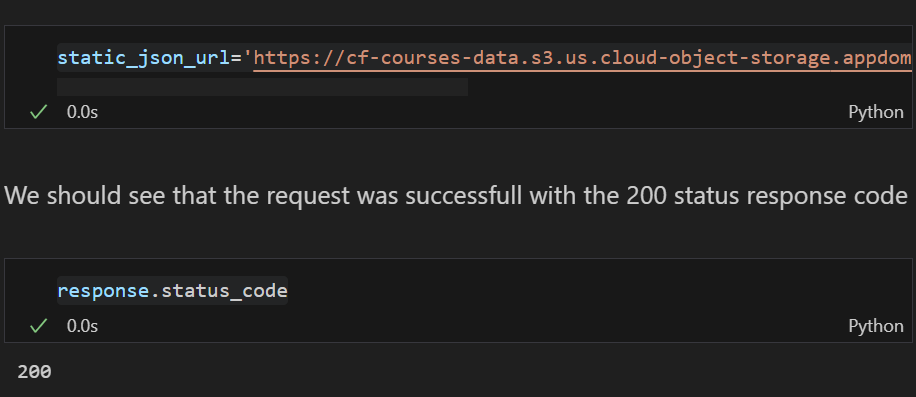 static_json_url='https://cf-courses-data.s3.us.cloud-object-storage.appdom
0.0s Python
We should see that the request was successfull with the 200 status response code
response.status_code
0.0s Python
200